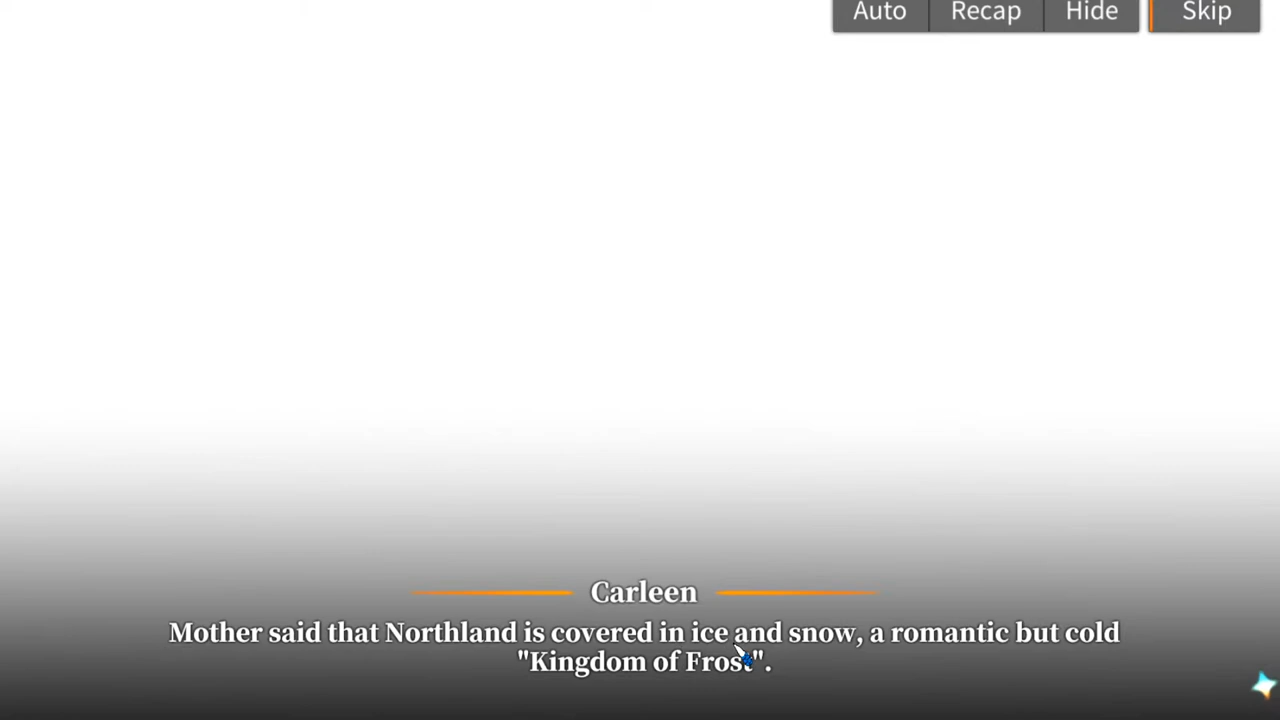 Auto Recap Hide Skip
Carleen
Mother said that Northland is covered in ice and snow, a romantic but cold
"Kingdom of Frost".